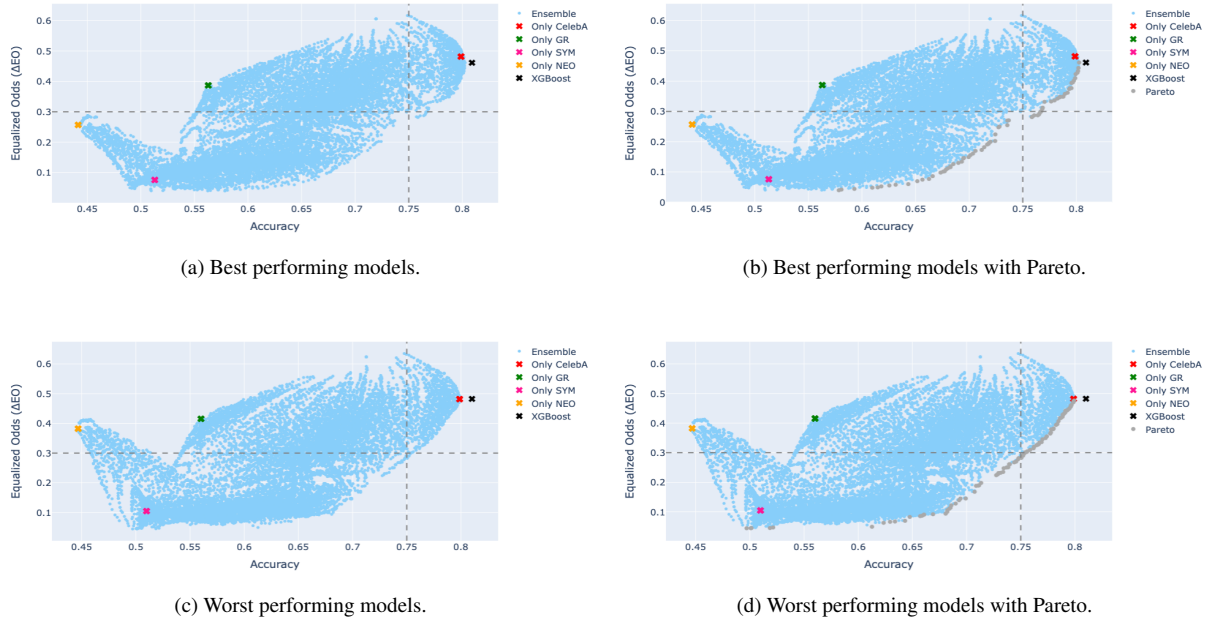 0.6
0.5
0.4
0.3
0.2
0.1
Equalized Odds (ΔEO)
0.45
0.5
0.55
0.6
0.65
0.7
0.75
0.8
Accuracy
Ensemble
Only CelebA
Only GR
Only SYM
Only NEO
XGBoost
(a) Best performing models.
0.6
0.5
0.4
0.3
0.2
0.1
0
Equalized Odds (ΔEO)
0.45
0.5
0.55
0.6
0.65
0.7
0.75
0.8
Accuracy
Ensemble
Only CelebA
Only GR
Only SYM
Only NEO
XGBoost
Pareto
(b) Best performing models with Pareto.
0.6
0.5
0.4
0.3
0.2
0.1
Equalized Odds (ΔEO)
0.45
0.5
0.55
0.6
0.65
0.7
0.75
0.8
Accuracy
Ensemble
Only CelebA
Only GR
Only SYM
Only NEO
XGBoost
(c) Worst performing models.
0.6
0.5
0.4
0.3
0.2
0.1
Equalized Odds (ΔEO)
0.45
0.5
0.55
0.6
0.65
0.7
0.75
0.8
Accuracy
Ensemble
Only CelebA
Only GR
Only SYM
Only NEO
XGBoost
Pareto
(d) Worst performing models with Pareto.